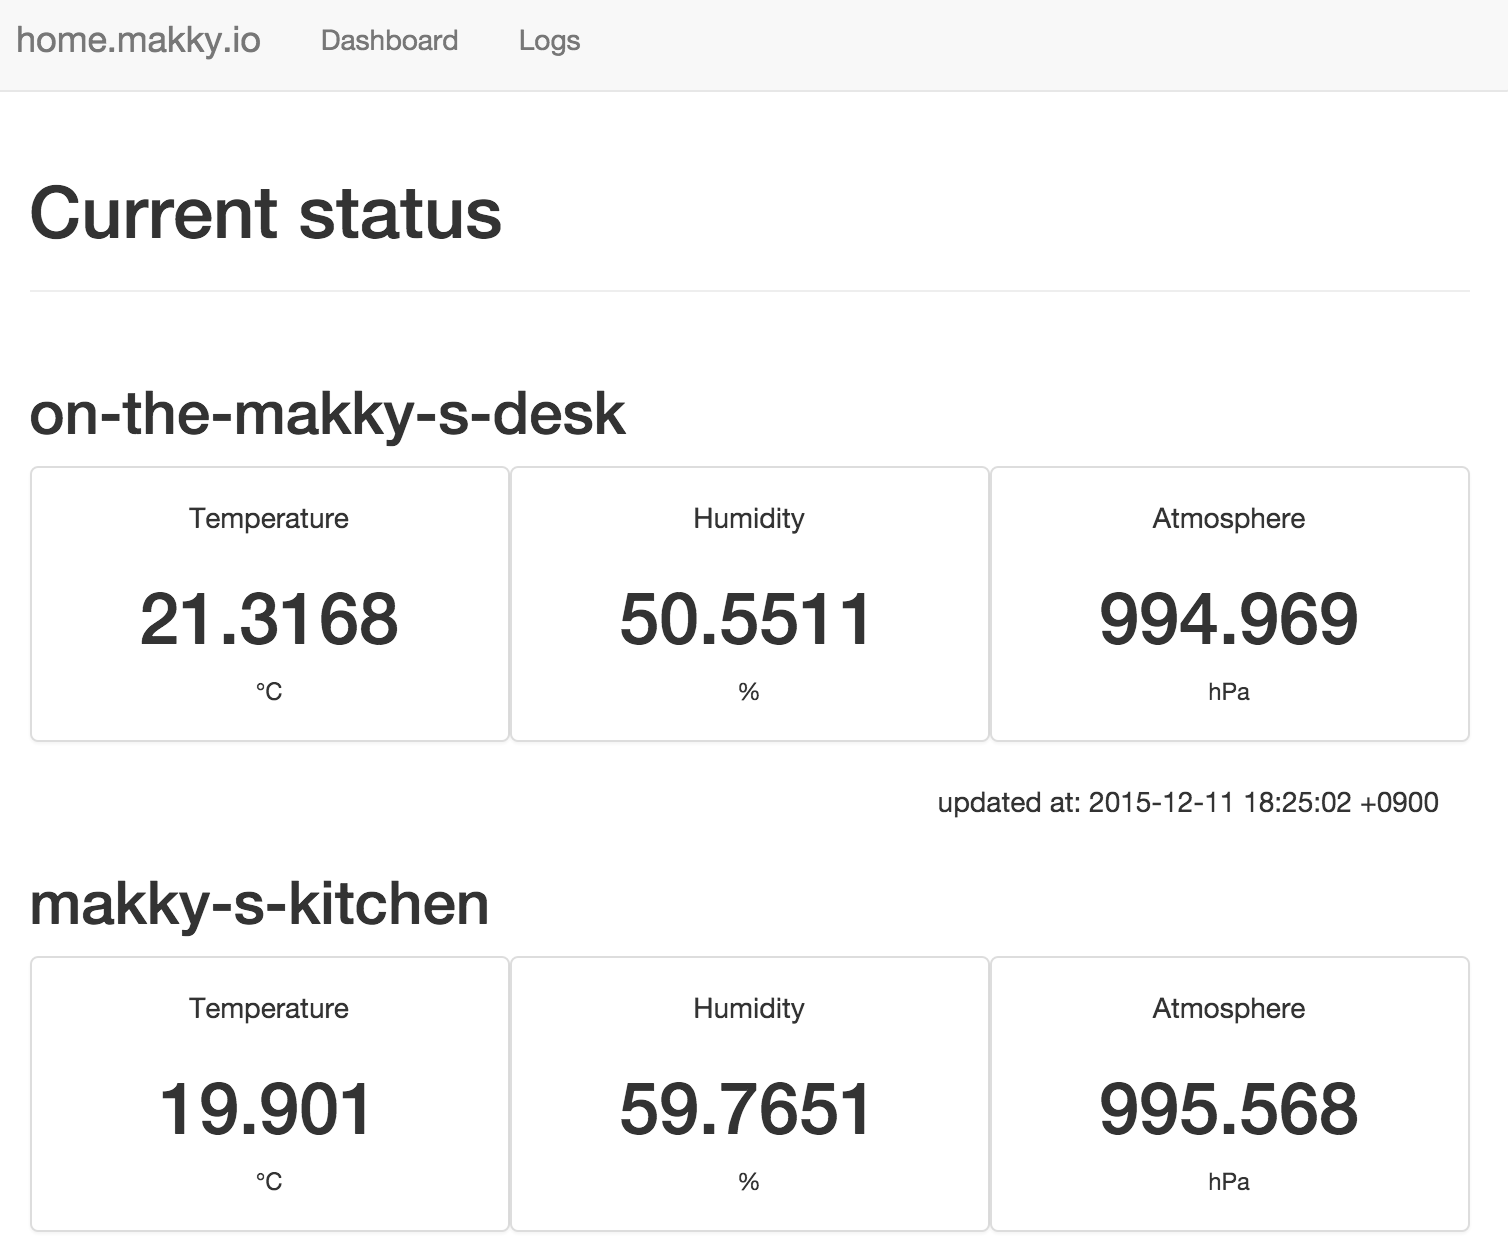 home.makky.io Dashboard Logs
Current status
on-the-makky-s-desk
Temperature Humidity Atmosphere
21.3168 50.5511 994.969
°C % hPa
updated at: 2015-12-11 18:25:02 +0900
makky-s-kitchen
Temperature Humidity Atmosphere
19.901 59.7651 995.568
°C % hPa